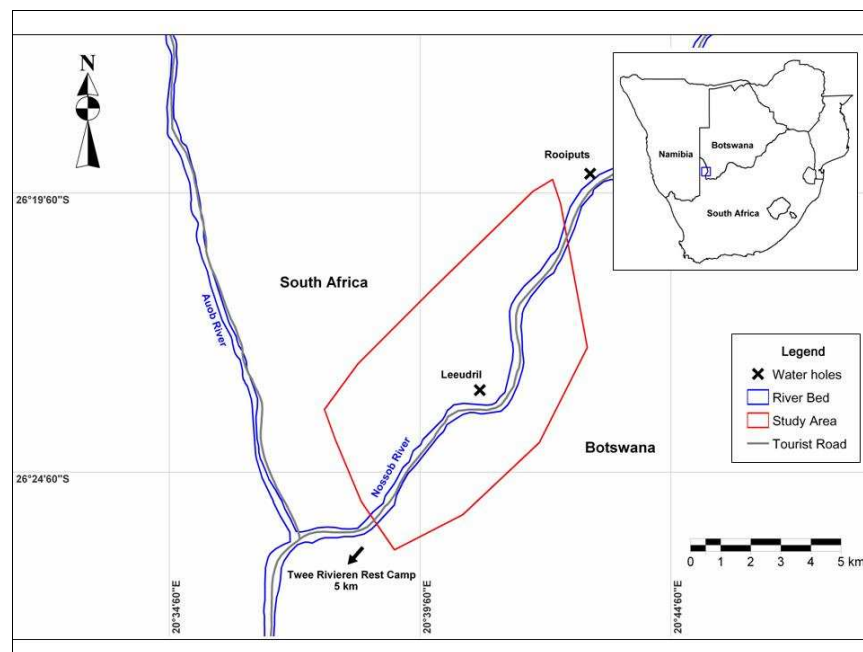 N
Rooiputs
Namibia
Botswana
South Africa
26°19'60"S
South Africa
Auob River
Leeudril
Nossob River
Botswana
26°24'60"S
Twee Rivieren Rest Camp
5 km
20°34'60"E
20°39'60"E
20°44'60"E
Legend
Water holes
River Bed
Study Area
Tourist Road
0 1 2 3 4 5 km